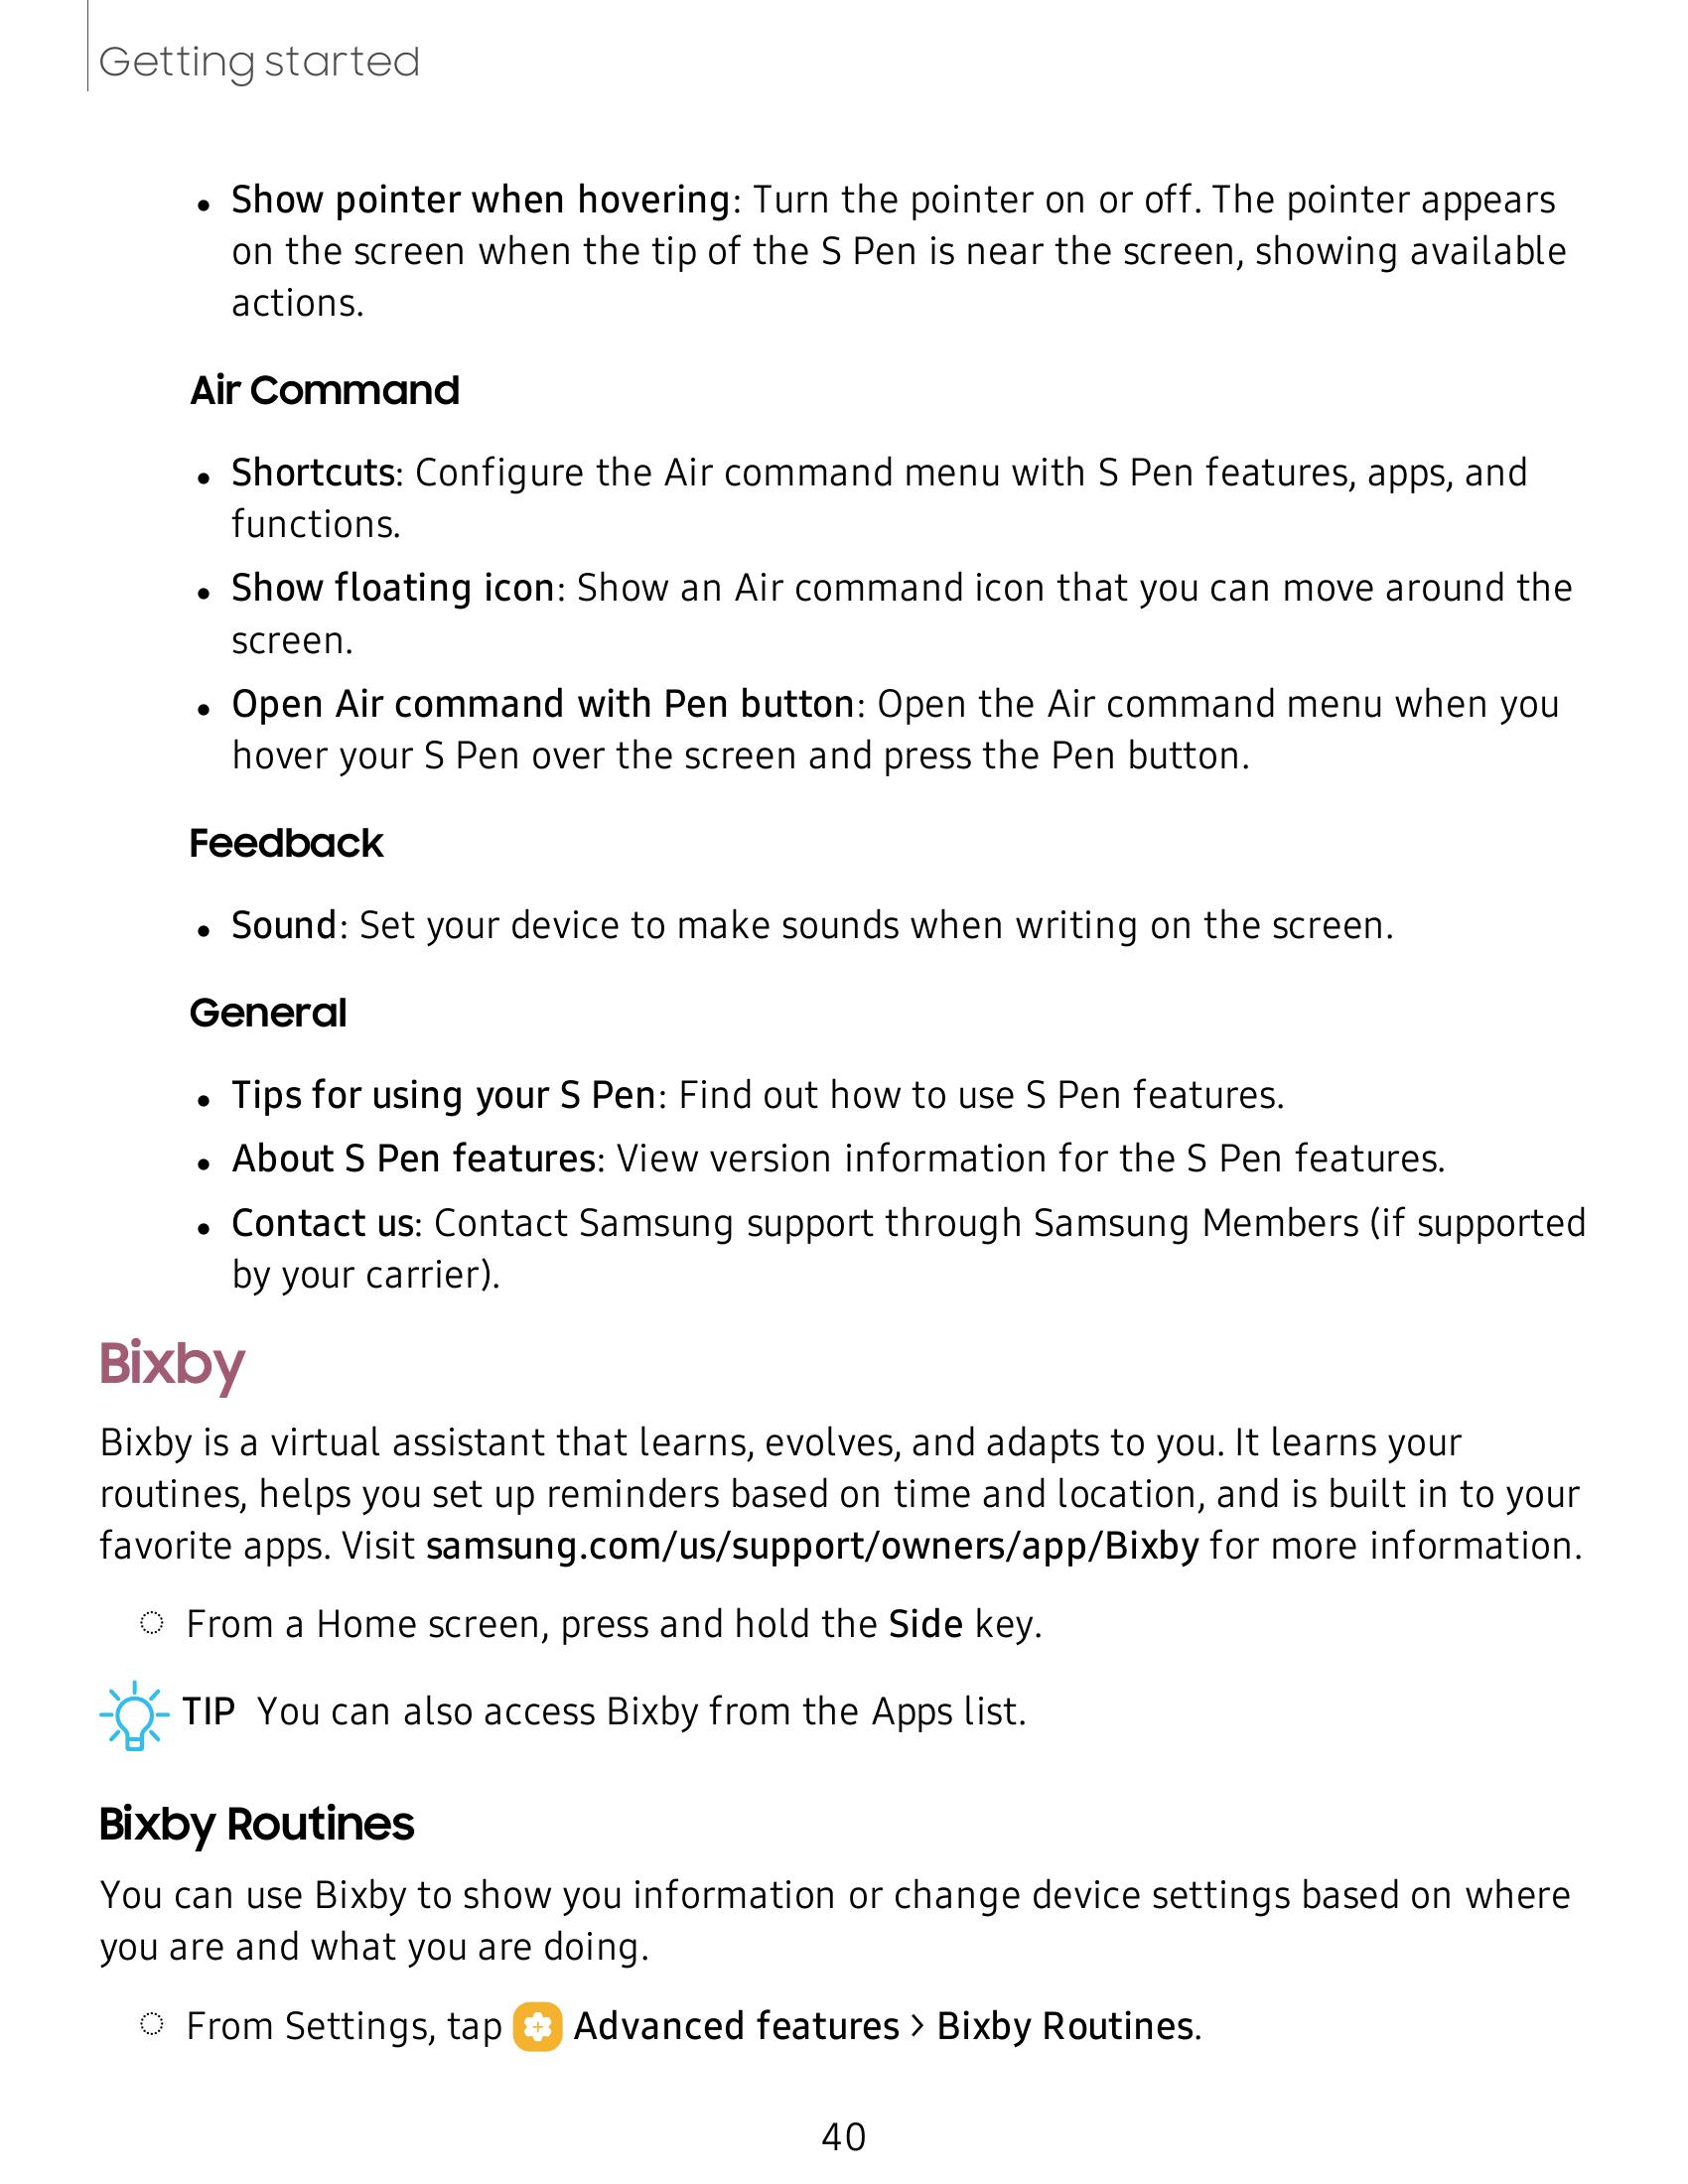 Getting started
• Show pointer when hovering: Turn the pointer on or off. The pointer appears
on the screen when the tip of the S Pen is near the screen, showing available
actions.
Air Command
• Shortcuts: Configure the Air command menu with S Pen features, apps, and
functions.
• Show floating icon: Show an Air command icon that you can move around the
screen.
• Open Air command with Pen button: Open the Air command menu when you
hover your S Pen over the screen and press the Pen button.
Feedback
• Sound: Set your device to make sounds when writing on the screen.
General
• Tips for using your S Pen: Find out how to use S Pen features.
• About S Pen features: View version information for the S Pen features.
• Contact us: Contact Samsung support through Samsung Members (if supported
by your carrier).
Bixby
Bixby is a virtual assistant that learns, evolves, and adapts to you. It learns your
routines, helps you set up reminders based on time and location, and is built in to your
favorite apps. Visit samsung.com/us/support/owners/app/Bixby for more information.
◌ From a Home screen, press and hold the Side key.
TIP You can also access Bixby from the Apps list.
Bixby Routines
You can use Bixby to show you information or change device settings based on where
you are and what you are doing.
◌ From Settings, tap Advanced features > Bixby Routines.
40